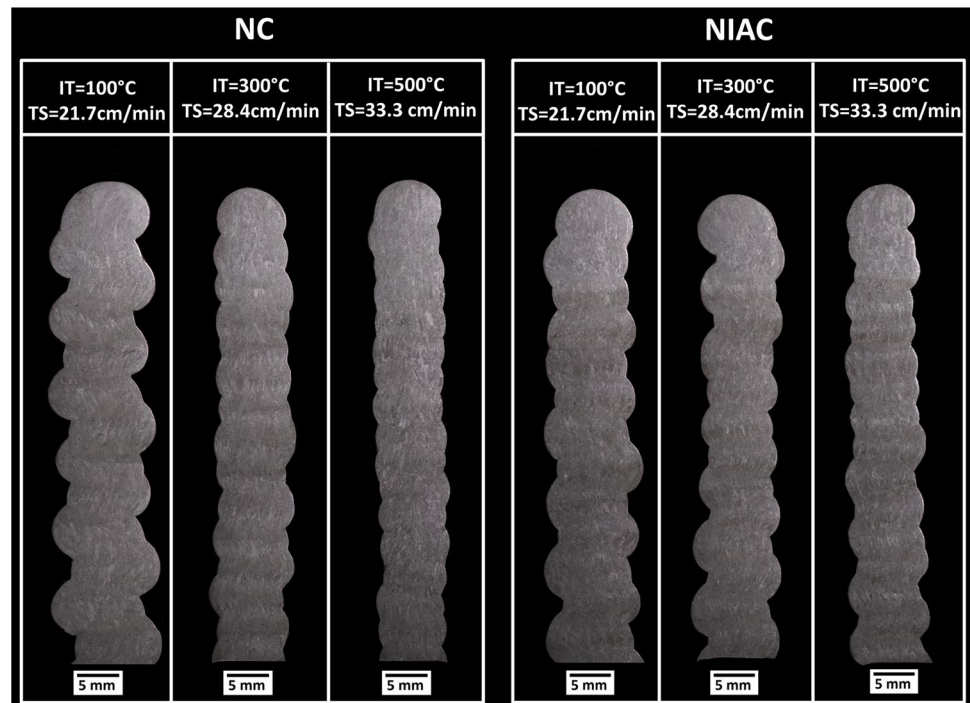 NC
IT=100°C
TS=21.7cm/min
IT=300°C
TS=28.4cm/min
IT=500°C
TS=33.3 cm/min
5 mm
5 mm
5 mm
NIAC
IT=100°C
TS=21.7cm/min
IT=300°C
TS=28.4cm/min
IT=500°C
TS=33.3 cm/min
5 mm
5 mm
5 mm